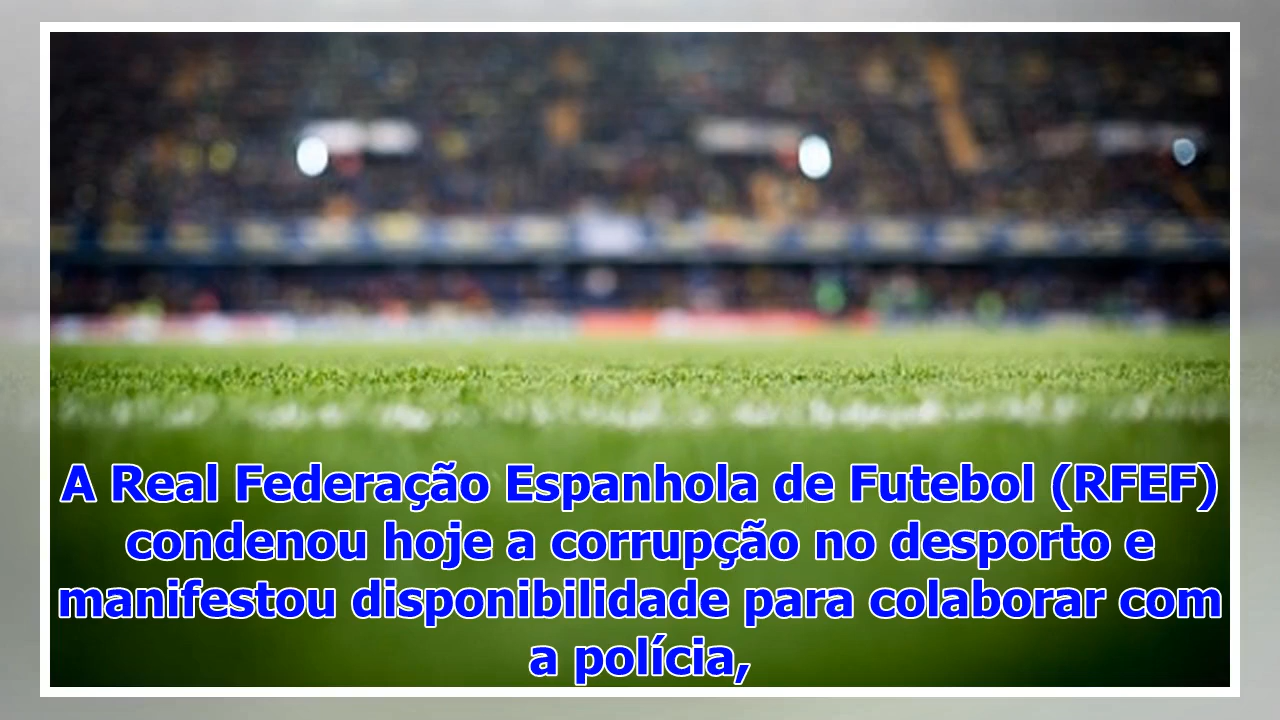 A Real Federação Espanhola de Futebol (RFEF)
condenou hoje a corrupção no desporto e
manifestou disponibilidade para colaborar com
a polícia,